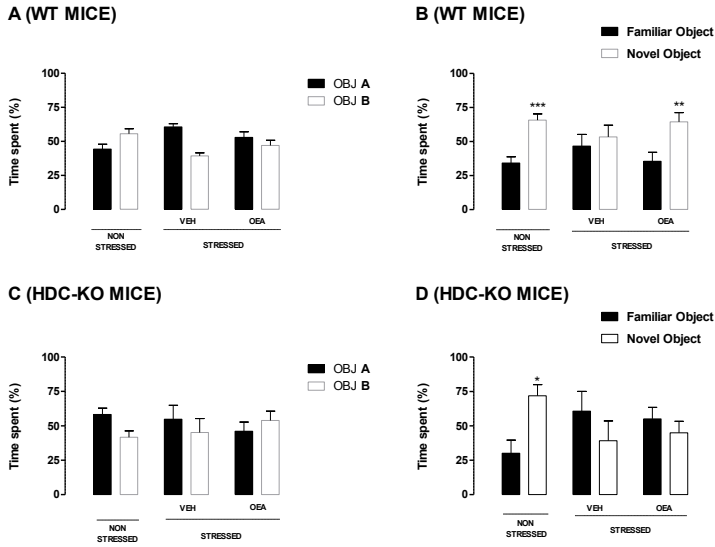 A (WT MICE)
OBJ A
OBJ B
Time spent (%)
100
75
50
25
0
VEH
OEA
NON
STRESSED
STRESSED
B (WT MICE)
Familiar Object
Novel Object
Time spent (%)
100
75
50
25
0
***
**
VEH
OEA
NON
STRESSED
STRESSED
C (HDC-KO MICE)
OBJ A
OBJ B
Time spent (%)
100
75
50
25
0
VEH
OEA
NON
STRESSED
STRESSED
D (HDC-KO MICE)
Familiar Object
Novel Object
Time spent (%)
100
75
50
25
0
*
VEH
OEA
NON
STRESSED
STRESSED